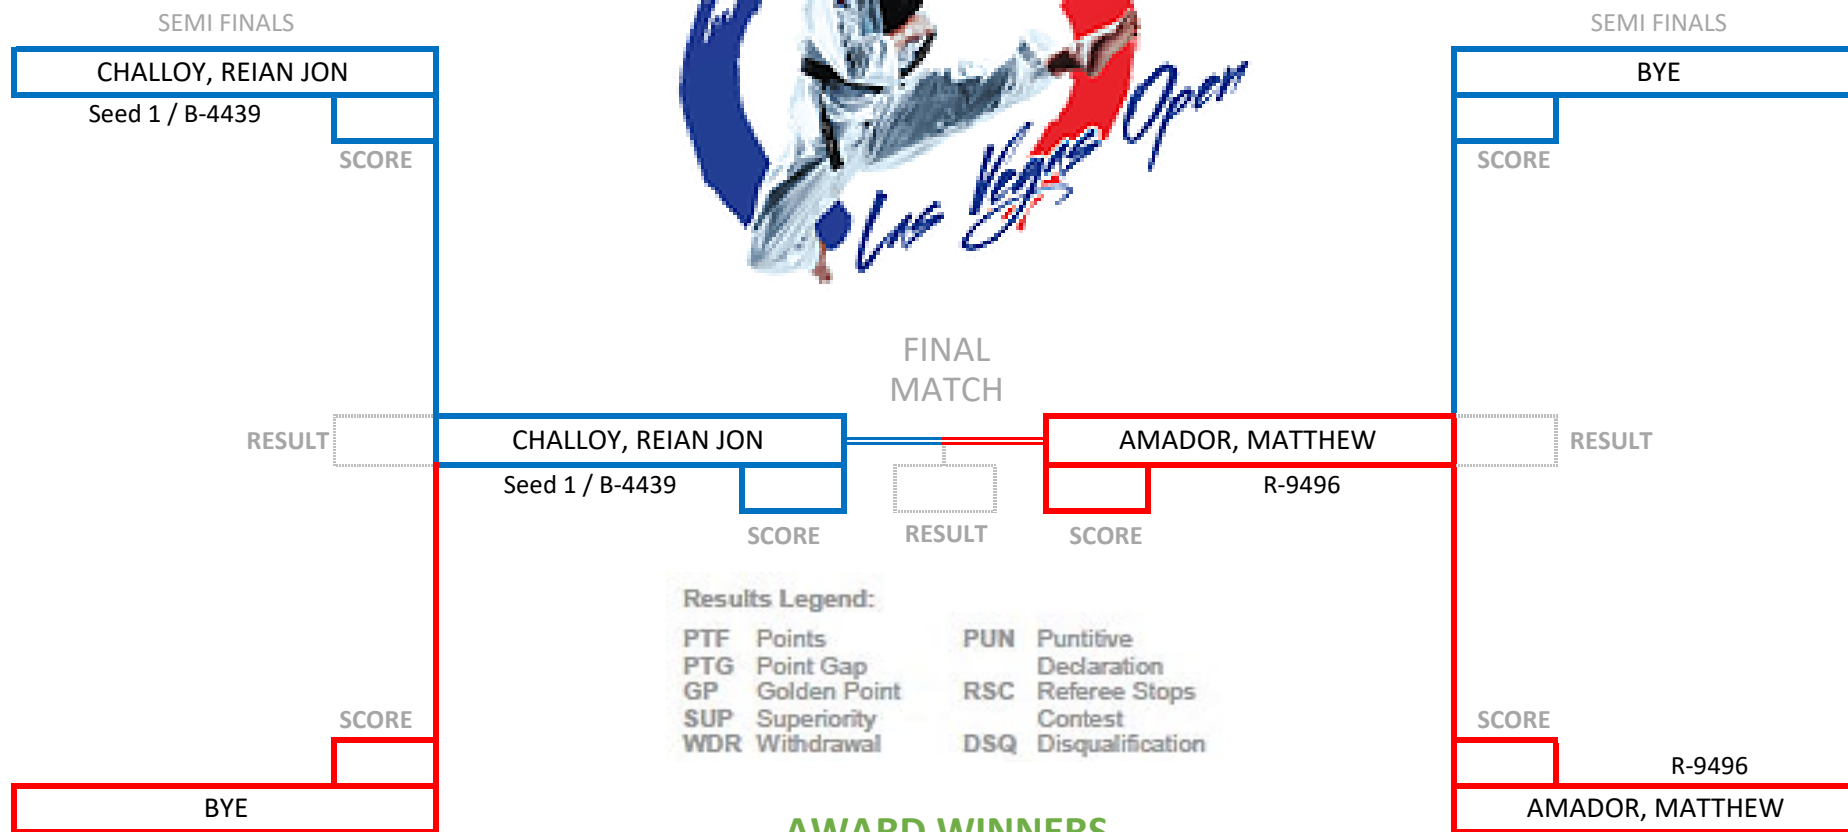 SEMI FINALS
SEMI FINALS
CHALLOY, REIAN JON
Seed 1 / B-4439
SCORE
BYE
SCORE
Las Vegas Open
FINAL
MATCH
RESULT
CHALLOY, REIAN JON
Seed 1 / B-4439
SCORE
RESULT
AMADOR, MATTHEW
R-9496
SCORE
RESULT
Results Legend:
PTF Points
PTG Point Gap
GP Golden Point
SUP Superiority
WDR Withdrawal
PUN Puntitive
Declaration
RSC Referee Stops
Contest
DSQ Disqualification
SCORE
BYE
SCORE
R-9496
AMADOR, MATTHEW
AWARD WINNERS